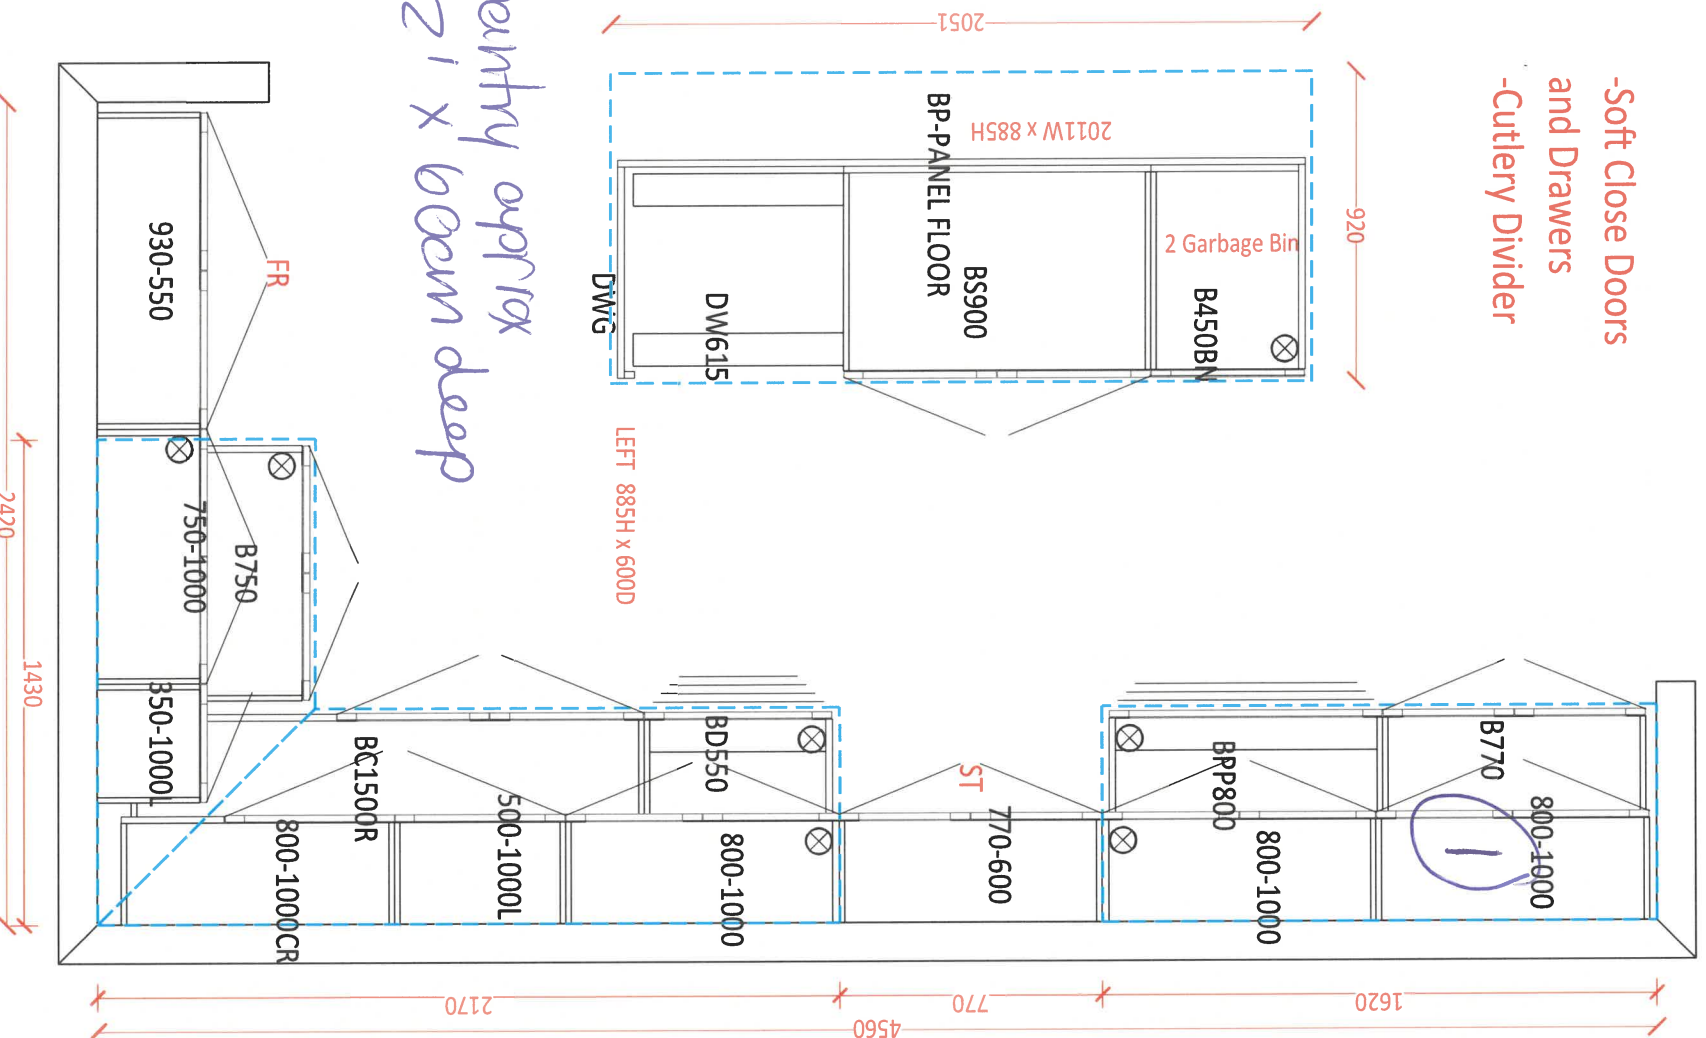 -Soft Close Doors
and Drawers
-Cutlery Divider
2051
920
2011W x 885H
BP-PANEL FLOOR
2 Garbage Bin
B450BN
BS900
DW615
DWG
LEFT 885H x 600D
approx
x 60cm deep
FR
930-550
750-1000
B750
350-1000L
2420
1430
BC1500R
BD550
ST
BPP800
B770
800-1000CR
500-1000L
800-1000
770-600
800-1000
800-1000
1
2170
770
1620
4560